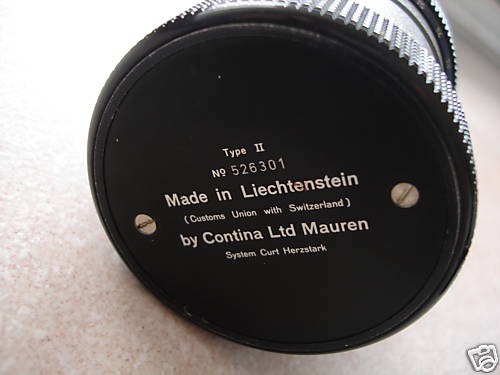 Type II
No 526301
Made in Liechtenstein
(Customs Union with Switzerland)
by Contina Ltd Mauren
System Curt Herzstark